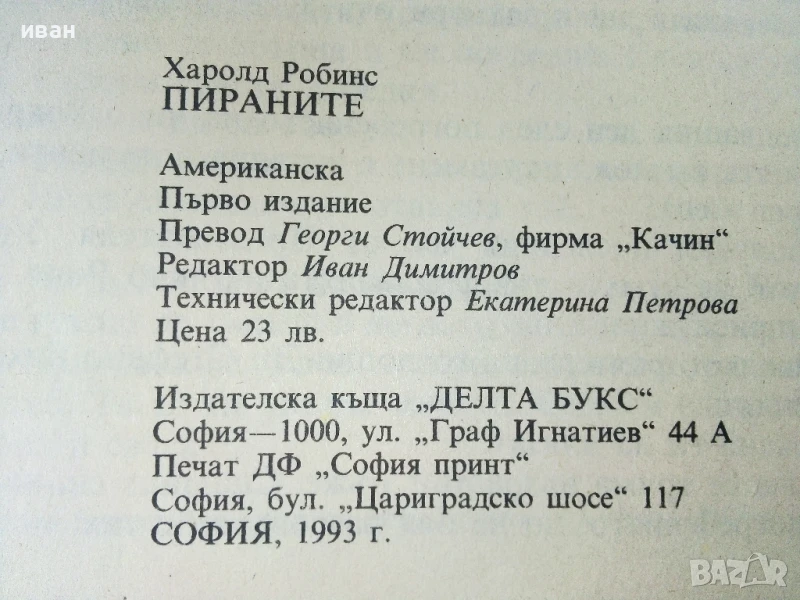 иван
Харолд Робинс
ПИРАНИТЕ
Американска
Първо издание
Превод Георги Стойчев, фирма „Качин“
Редактор Иван Димитров
Технически редактор Екатерина Петрова
Цена 23 лв.
Издателска къща „ДЕЛТА БУКС“
София—1000, ул. „Граф Игнатиев“ 44 А
Печат ДФ „София принт“
София, бул. „Цариградско шосе“ 117
СОФИЯ, 1993 г.
BAZAR